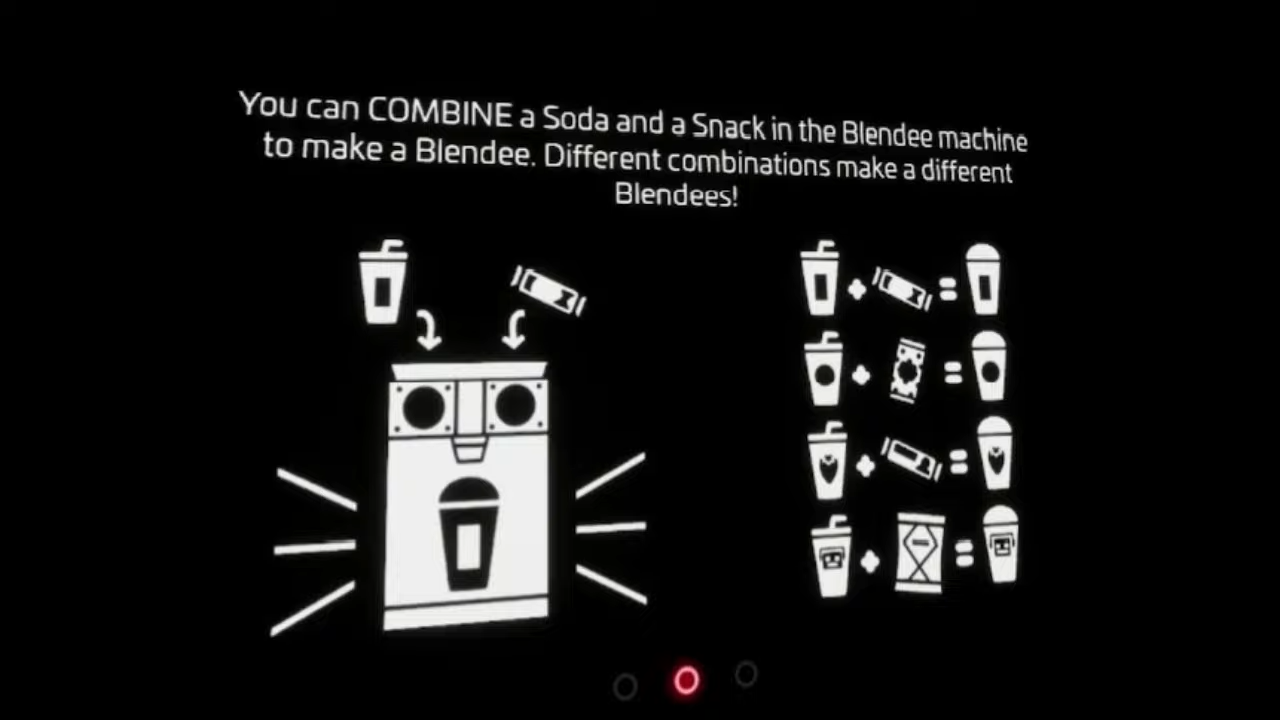 You can COMBINE a Soda and a Snack in the Blendee machine
to make a Blendee. Different combinations make a different
Blendees!